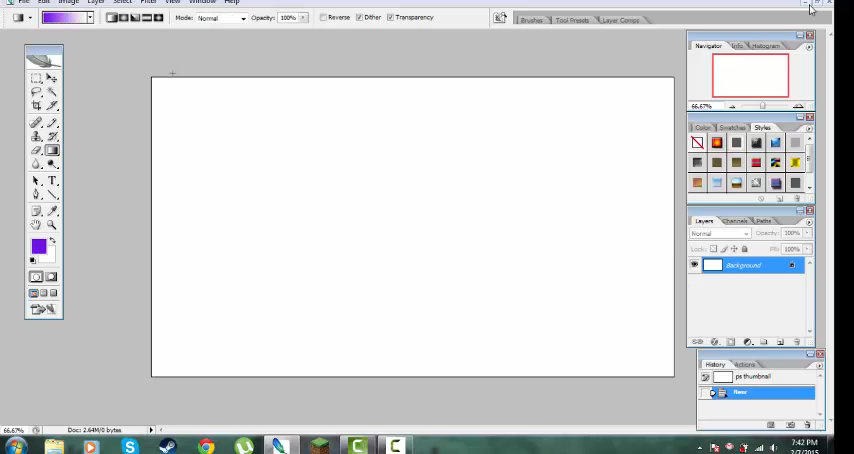 File Edit Image Layer Select Filter View Window Help
Mode: Normal Opacity: 100% Reverse Dither Transparency Brushes Tool Presets Layer Comps
Navigator Info Histogram
66.67%
Color Swatches Styles
Layers Channels Paths
Normal Opacity: 100%
Lock: Fill: 100%
Background
History Actions
ps thumbnail
New
66.67% Doc: 2.64M/0 bytes
7:42 PM
2/7/2015